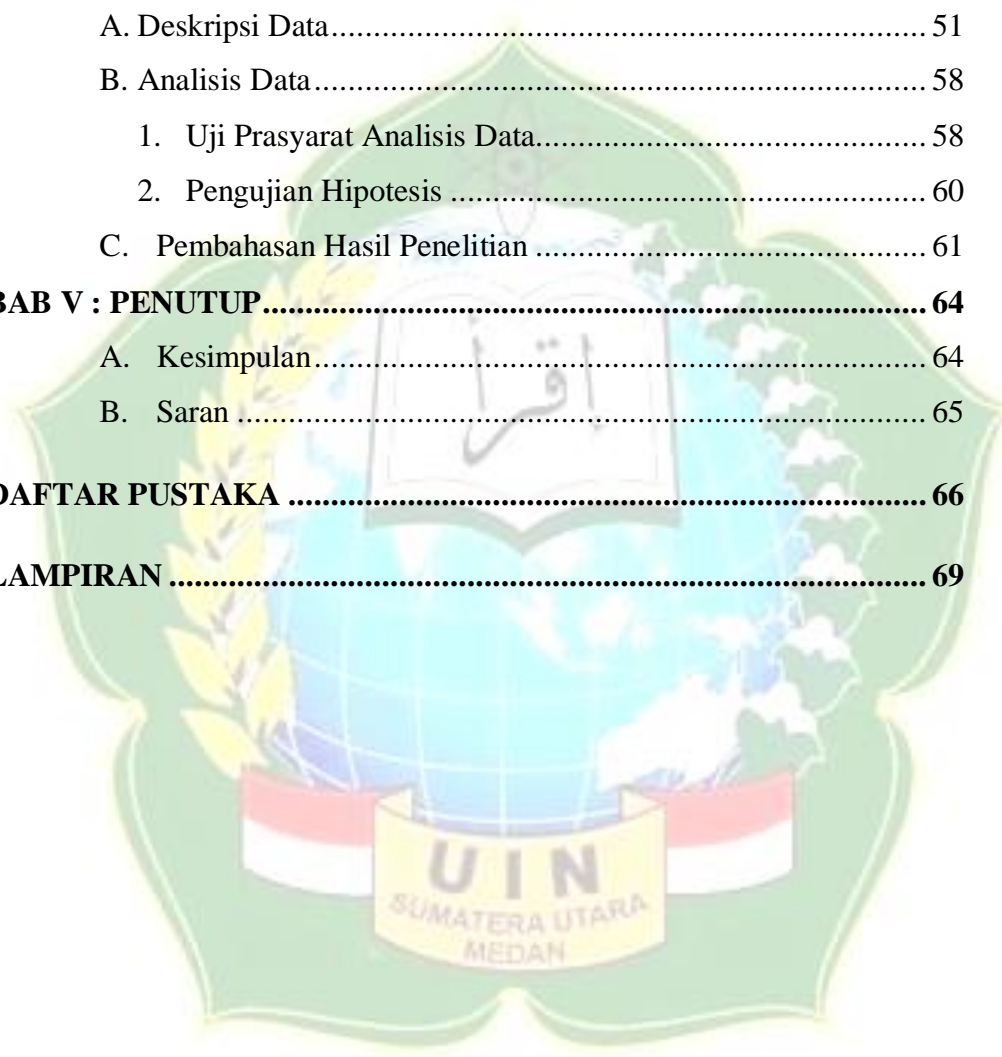 A. Deskripsi Data.................................................................................. 51
B. Analisis Data..................................................................................... 58
1. Uji Prasyarat Analisis Data..................................................... 58
2. Pengujian Hipotesis ................................................................. 60
C. Pembahasan Hasil Penelitian ...................................................... 61
BAB V : PENUTUP............................................................................... 64
A. Kesimpulan.................................................................................... 64
B. Saran .............................................................................................. 65
DAFTAR PUSTAKA ............................................................................ 66
LAMPIRAN .......................................................................................... 69
اقرأ
UIN
SUMATERA UTARA
MEDAN